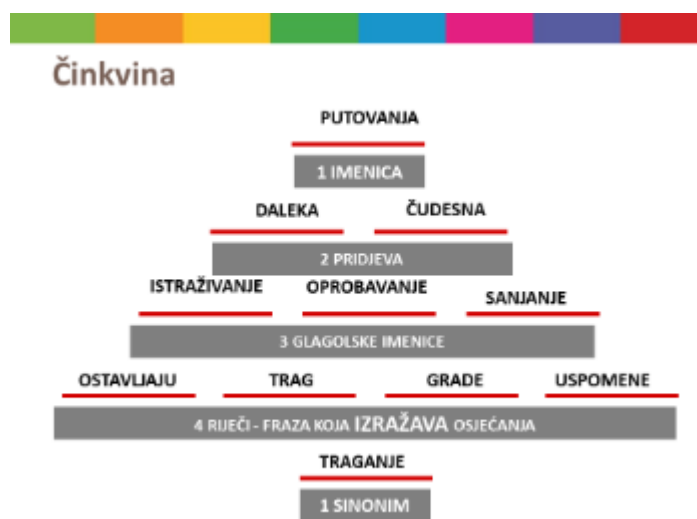 Činkvina
PUTOVANJA
1 IMENICA
DALEKA ČUDESNA
2 PRIDJEVA
ISTRAŽIVANJE OPROBAVANJE SANJANJE
3 GLAGOLSKE IMENICE
OSTAVLJAJU TRAG GRADE USPOMENE
4 RIJEČI - FRAZA KOJA IZRAŽAVA OSJEĆANJA
TRAGANJE
1 SINONIM